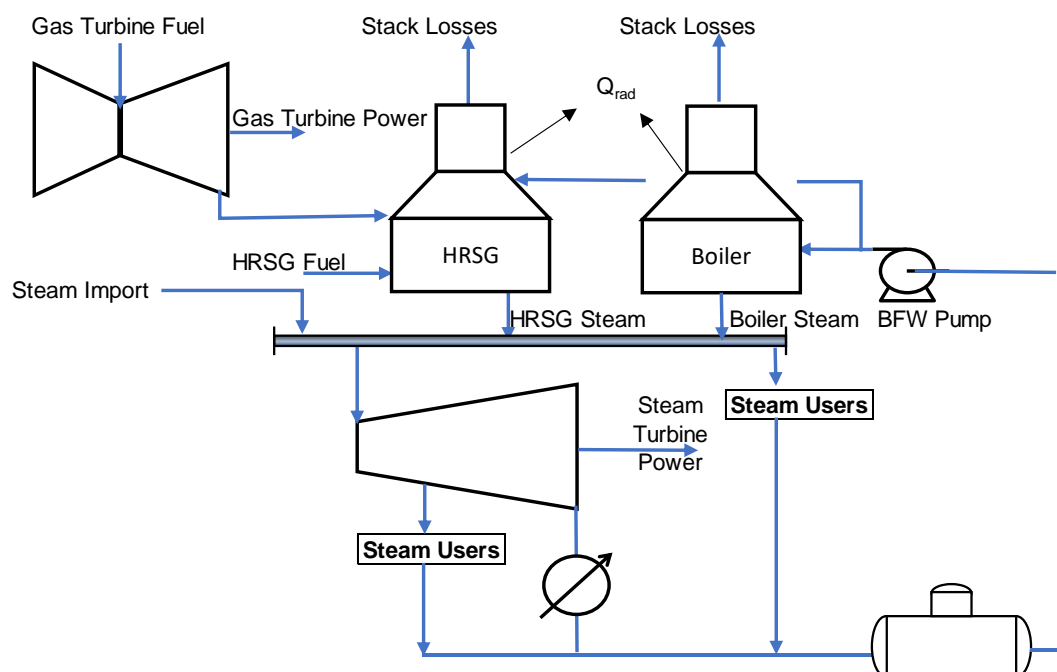 Gas Turbine Fuel
Stack Losses
Stack Losses
Q_rad
Gas Turbine Power
HRSG
Boiler
HRSG Fuel
Steam Import
HRSG Steam
Boiler Steam
BFW Pump
Steam Users
Steam
Turbine
Power
Steam Users